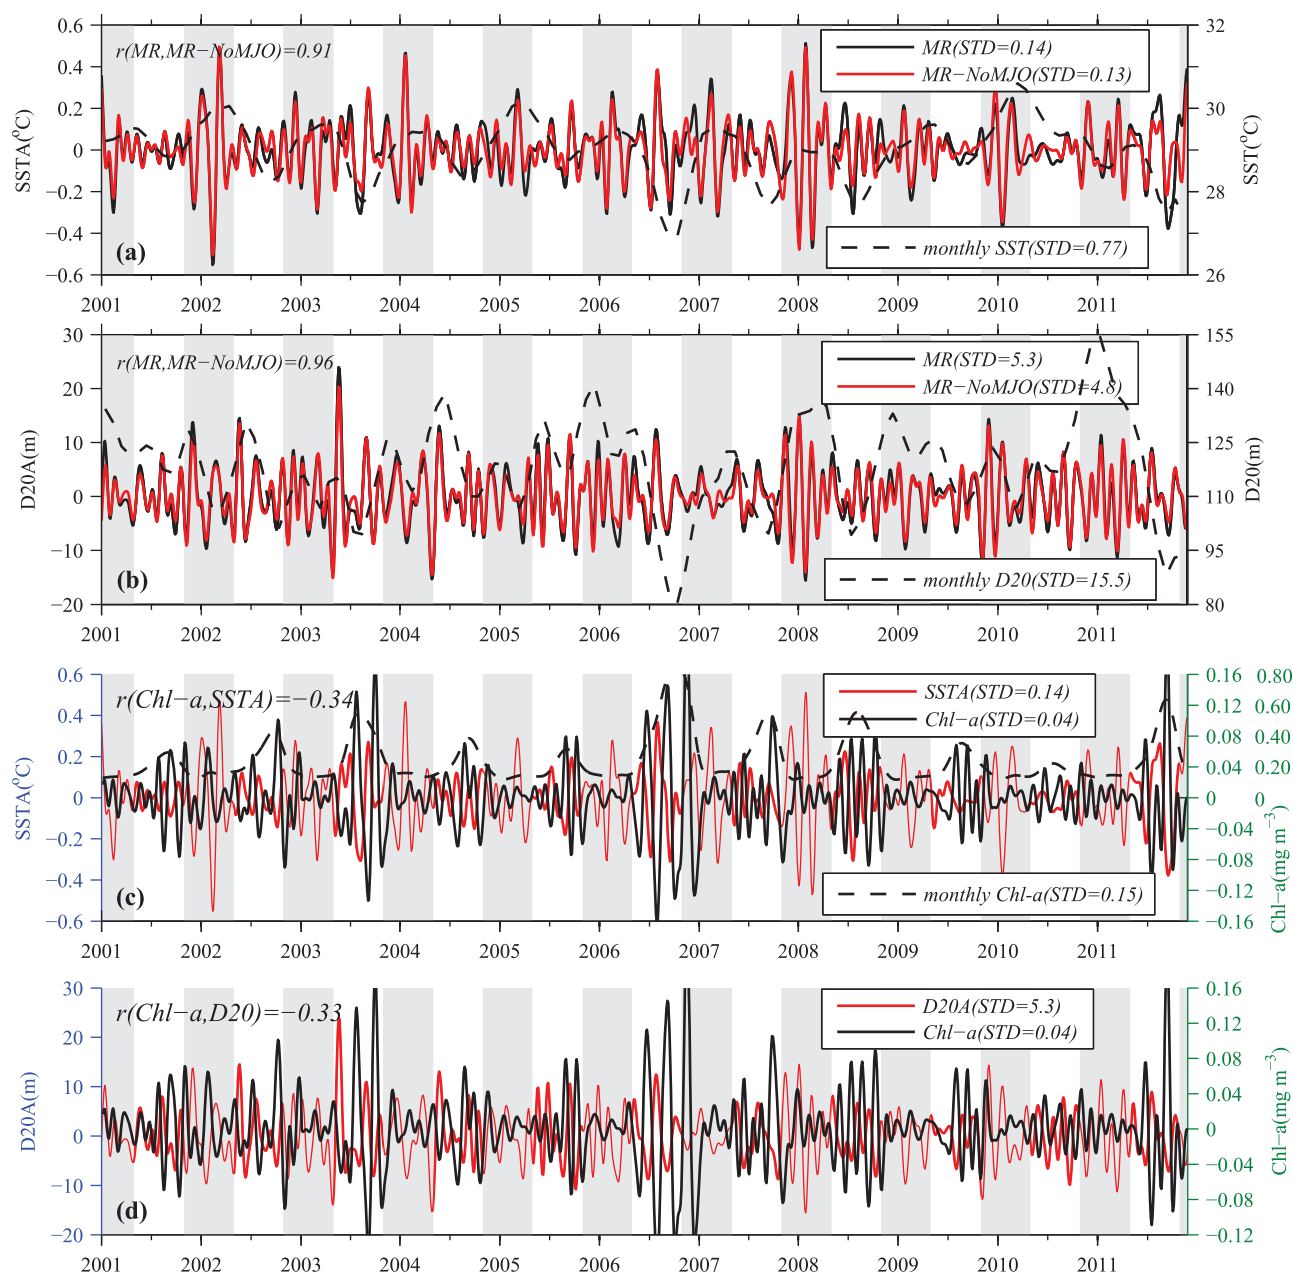 0.6
0.4
0.2
0
−0.2
−0.4
−0.6
SSTA(°C)
r(MR,MR−NoMJO)=0.91
MR(STD=0.14)
MR−NoMJO(STD=0.13)
monthly SST(STD=0.77)
(a)
32
30
28
26
SST(°C)
2001 2002 2003 2004 2005 2006 2007 2008 2009 2010 2011
30
20
10
0
−10
−20
D20A(m)
r(MR,MR−NoMJO)=0.96
MR(STD=5.3)
MR−NoMJO(STD=4.8)
monthly D20(STD=15.5)
(b)
155
140
125
110
95
80
D20(m)
2001 2002 2003 2004 2005 2006 2007 2008 2009 2010 2011
0.6
0.4
0.2
0
−0.2
−0.4
−0.6
SSTA(°C)
r(Chl−a,SSTA)=−0.34
SSTA(STD=0.14)
Chl−a(STD=0.04)
monthly Chl-a(STD=0.15)
(c)
0.16 0.80
0.12 0.60
0.08 0.40
0.04 0.20
0 0
−0.04
−0.08
−0.12
−0.16
Chl−a(mg m⁻³)
2001 2002 2003 2004 2005 2006 2007 2008 2009 2010 2011
30
20
10
0
−10
−20
D20A(m)
r(Chl−a,D20)=−0.33
D20A(STD=5.3)
Chl−a(STD=0.04)
(d)
0.16
0.12
0.08
0.04
0
−0.04
−0.08
−0.12
Chl−a(mg m⁻³)
2001 2002 2003 2004 2005 2006 2007 2008 2009 2010 2011